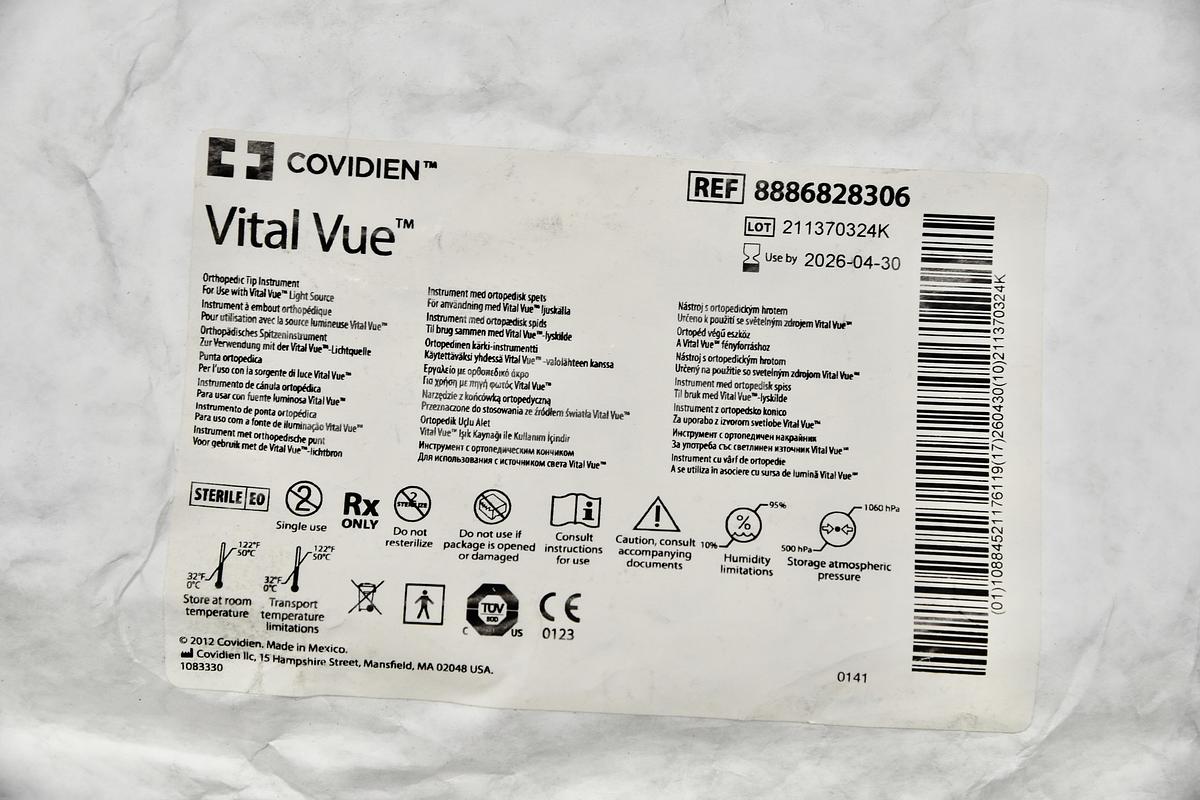 COVIDIEN™
Vital Vue™
REF 8886828306
LOT 211370324K
Use by 2026-04-30
Orthopedic Tip Instrument
For Use with Vital Vue™ Light Source
Instrument à embout orthopédique
Pour utilisation avec la source lumineuse Vital Vue™
Orthopädisches Spitzeninstrument
Zur Verwendung mit der Vital Vue™-Lichtquelle
Punta ortopedica
Per l'uso con la sorgente di luce Vital Vue™
Instrumento de cánula ortopédica
Para usar con fuente luminosa Vital Vue™
Instrumento de ponta ortopédica
Para uso com a fonte de iluminação Vital Vue™
Instrument met orthopedische punt
Voor gebruik met de Vital Vue™-lichtbron
Instrument med ortopedisk spets
För användning med Vital Vue™ ljuskälla
Instrument med ortopædisk spids
Til brug sammen med Vital Vue™-lyskilde
Ortopedinen kärki-instrumentti
Käytettäväksi yhdessä Vital Vue™ -valolähteen kanssa
Εργαλείο με ορθοπεδικό άκρο
Για χρήση με πηγή φωτός Vital Vue™
Narzędzie z końcówką ortopedyczną
Przeznaczone do stosowania ze źródłem światła Vital Vue™
Ortopedik Uçlu Alet
Vital Vue™ Işık Kaynağı ile Kullanım İçindir
Инструмент с ортопедическим кончиком
Для использования с источником света Vital Vue™
Nástroj s ortopedickým hrotem
Určeno k použití se světelným zdrojem Vital Vue™
Ortopéd végű eszköz
A Vital Vue™ fényforráshoz
Nástroj s ortopedickým hrotom
Určený na použitie so svetelným zdrojom Vital Vue™
Instrument med ortopedisk spiss
Til bruk med Vital Vue™-lyskilde
Instrument z ortopedsko konico
Za uporabo z izvorom svetlobe Vital Vue™
Инструмент с ортопедичен накрайник
За употреба със светлинен източник Vital Vue™
Instrument cu vârf de ortopedie
A se utiliza în asociere cu sursa de lumină Vital Vue™
(01)10884521176119(17)260430(10)211370324K
STERILE EO
2
Single use
Rx
ONLY
2
STERILIZE
Do not
resterilize
Do not use if
package is opened
or damaged
Consult
instructions
for use
Caution, consult
accompanying
documents
95%
%
10%
Humidity
limitations
1060 hPa
500 hPa
Storage atmospheric
pressure
122°F
50°C
32°F
0°C
Store at room
temperature
122°F
50°C
32°F
0°C
Transport
temperature
limitations
TÜV
SÜD
C US
CE
0123
© 2012 Covidien. Made in Mexico.
Covidien llc, 15 Hampshire Street, Mansfield, MA 02048 USA.
10B3330
0141